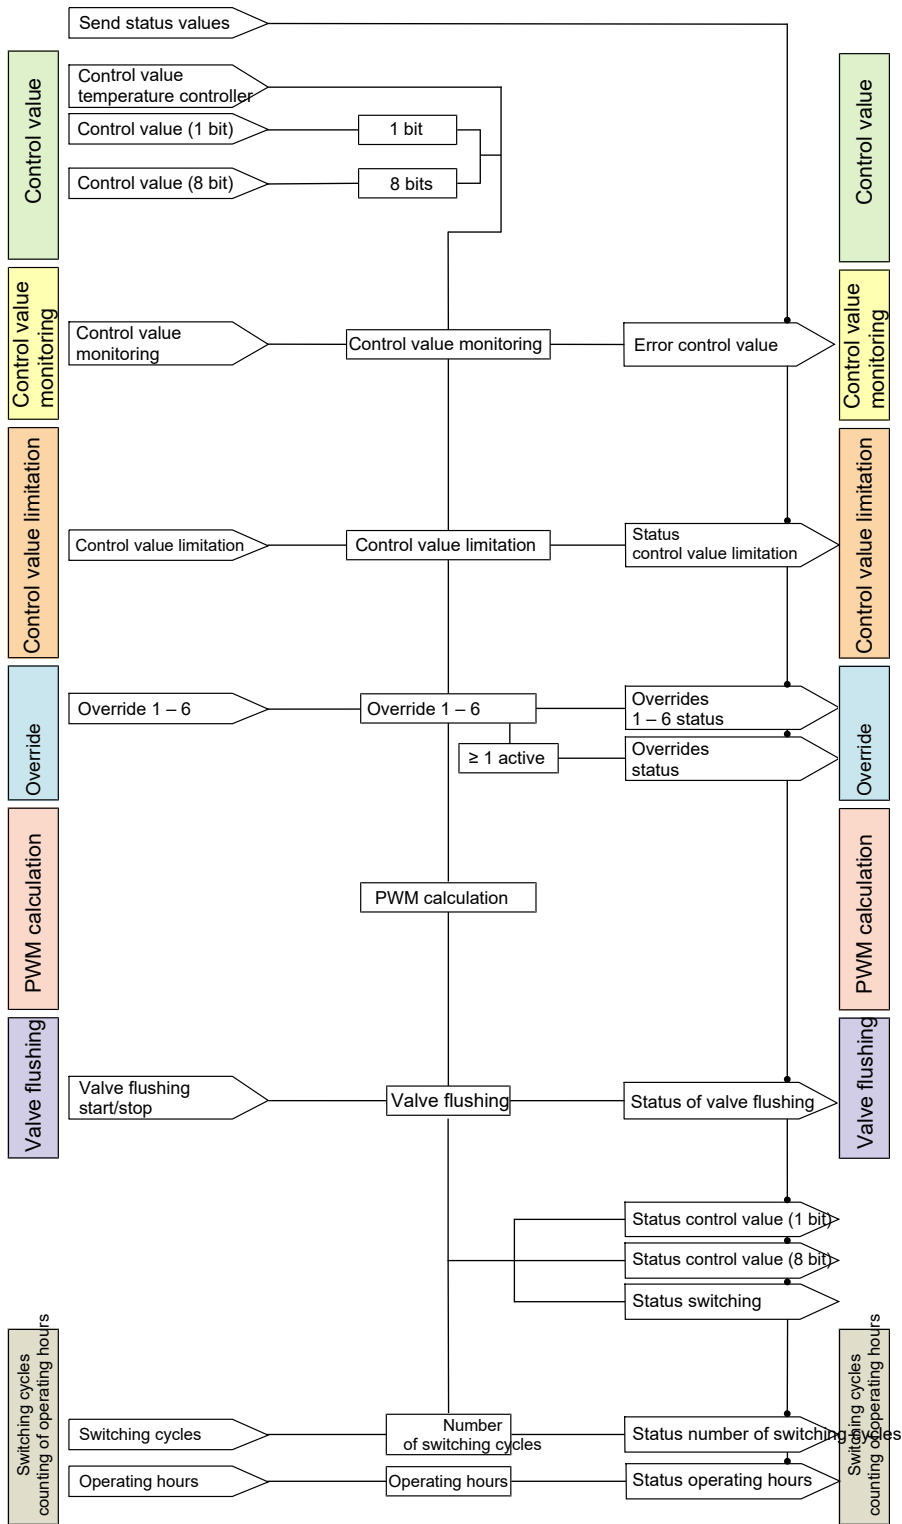 Send status values
Control value
Control value
temperature controller
Control value (1 bit)
1 bit
Control value (8 bit)
8 bits
Control value
Control value
monitoring
Control value
monitoring
Control value monitoring
Error control value
Control value
monitoring
Control value limitation
Control value limitation
Control value limitation
Status
control value limitation
Control value limitation
Override
Override 1 – 6
Override 1 – 6
Overrides
1 – 6 status
≥ 1 active
Overrides
status
Override
PWM calculation
PWM calculation
PWM calculation
Valve flushing
Valve flushing
start/stop
Valve flushing
Status of valve flushing
Valve flushing
Status control value (1 bit)
Status control value (8 bit)
Status switching
Switching cycles
counting of operating hours
Switching cycles
Number
of switching cycles
Status number of switching cycles
Operating hours
Operating hours
Status operating hours
Switching cycles
counting of operating hours